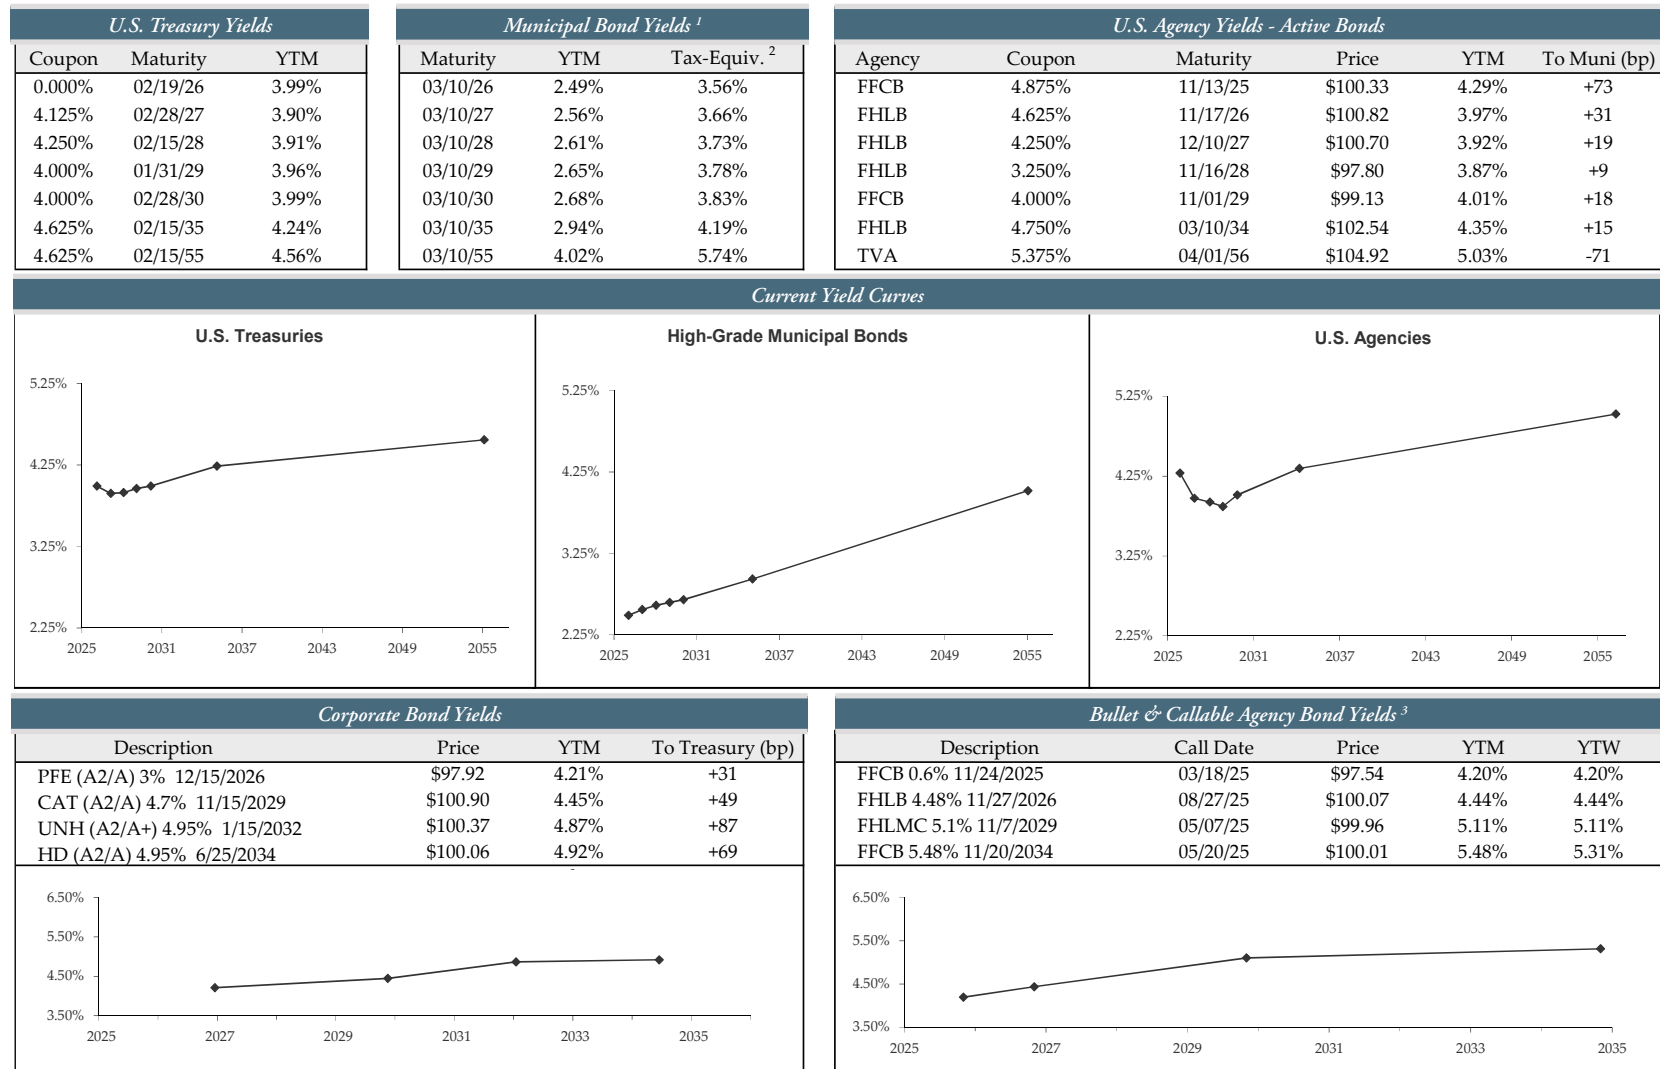 U.S. Treasury Yields
Coupon Maturity YTM
0.000% 02/19/26 3.99%
4.125% 02/28/27 3.90%
4.250% 02/15/28 3.91%
4.000% 01/31/29 3.96%
4.000% 02/28/30 3.99%
4.625% 02/15/35 4.24%
4.625% 02/15/55 4.56%
Municipal Bond Yields ¹
Maturity YTM Tax-Equiv. ²
03/10/26 2.49% 3.56%
03/10/27 2.56% 3.66%
03/10/28 2.61% 3.73%
03/10/29 2.65% 3.78%
03/10/30 2.68% 3.83%
03/10/35 2.94% 4.19%
03/10/55 4.02% 5.74%
U.S. Agency Yields - Active Bonds
Agency Coupon Maturity Price YTM To Muni (bp)
FFCB 4.875% 11/13/25 $100.33 4.29% +73
FHLB 4.625% 11/17/26 $100.82 3.97% +31
FHLB 4.250% 12/10/27 $100.70 3.92% +19
FHLB 3.250% 11/16/28 $97.80 3.87% +9
FFCB 4.000% 11/01/29 $99.13 4.01% +18
FHLB 4.750% 03/10/34 $102.54 4.35% +15
TVA 5.375% 04/01/56 $104.92 5.03% -71
Current Yield Curves
U.S. Treasuries
5.25%
4.25%
3.25%
2.25%
2025 2031 2037 2043 2049 2055
High-Grade Municipal Bonds
5.25%
4.25%
3.25%
2.25%
2025 2031 2037 2043 2049 2055
U.S. Agencies
5.25%
4.25%
3.25%
2.25%
2025 2031 2037 2043 2049 2055
Corporate Bond Yields
Description Price YTM To Treasury (bp)
PFE (A2/A) 3% 12/15/2026 $97.92 4.21% +31
CAT (A2/A) 4.7% 11/15/2029 $100.90 4.45% +49
UNH (A2/A+) 4.95% 1/15/2032 $100.37 4.87% +87
HD (A2/A) 4.95% 6/25/2034 $100.06 4.92% +69
6.50%
5.50%
4.50%
3.50%
2025 2027 2029 2031 2033 2035
Bullet & Callable Agency Bond Yields ³
Description Call Date Price YTM YTW
FFCB 0.6% 11/24/2025 03/18/25 $97.54 4.20% 4.20%
FHLB 4.48% 11/27/2026 08/27/25 $100.07 4.44% 4.44%
FHLMC 5.1% 11/7/2029 05/07/25 $99.96 5.11% 5.11%
FFCB 5.48% 11/20/2034 05/20/25 $100.01 5.48% 5.31%
6.50%
5.50%
4.50%
3.50%
2025 2027 2029 2031 2033 2035